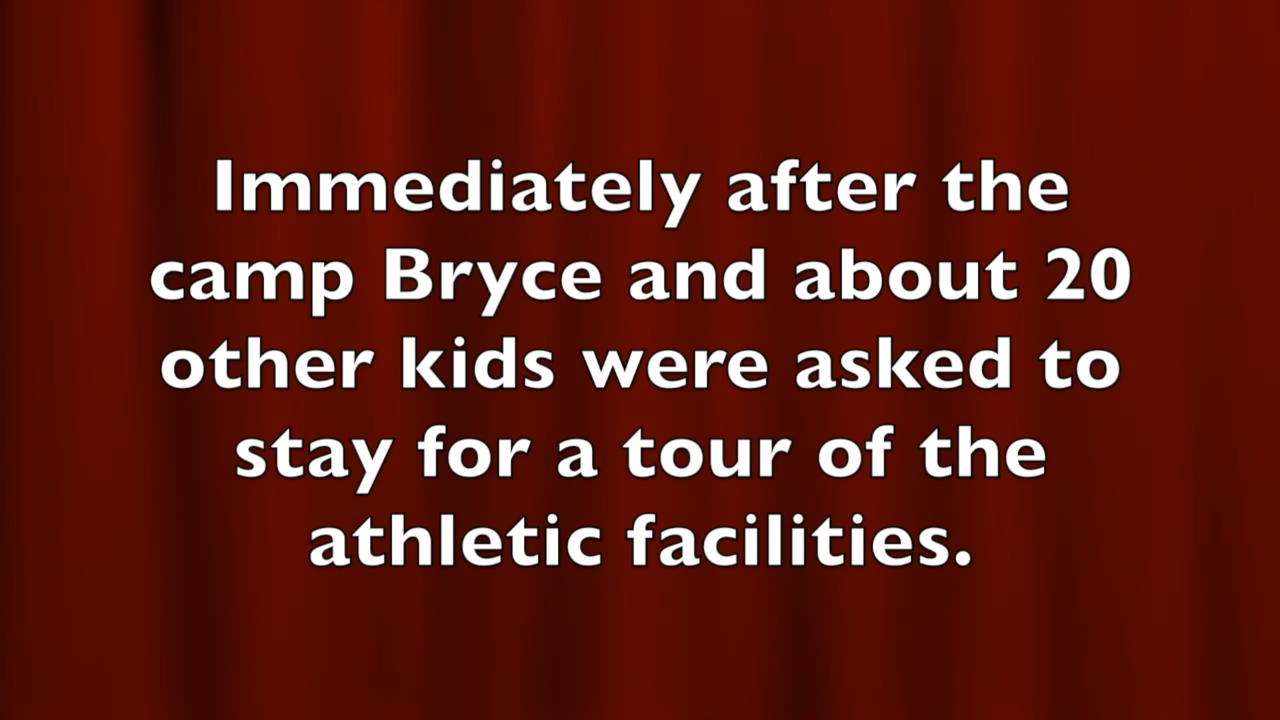 Immediately after the
camp Bryce and about 20
other kids were asked to
stay for a tour of the
athletic facilities.